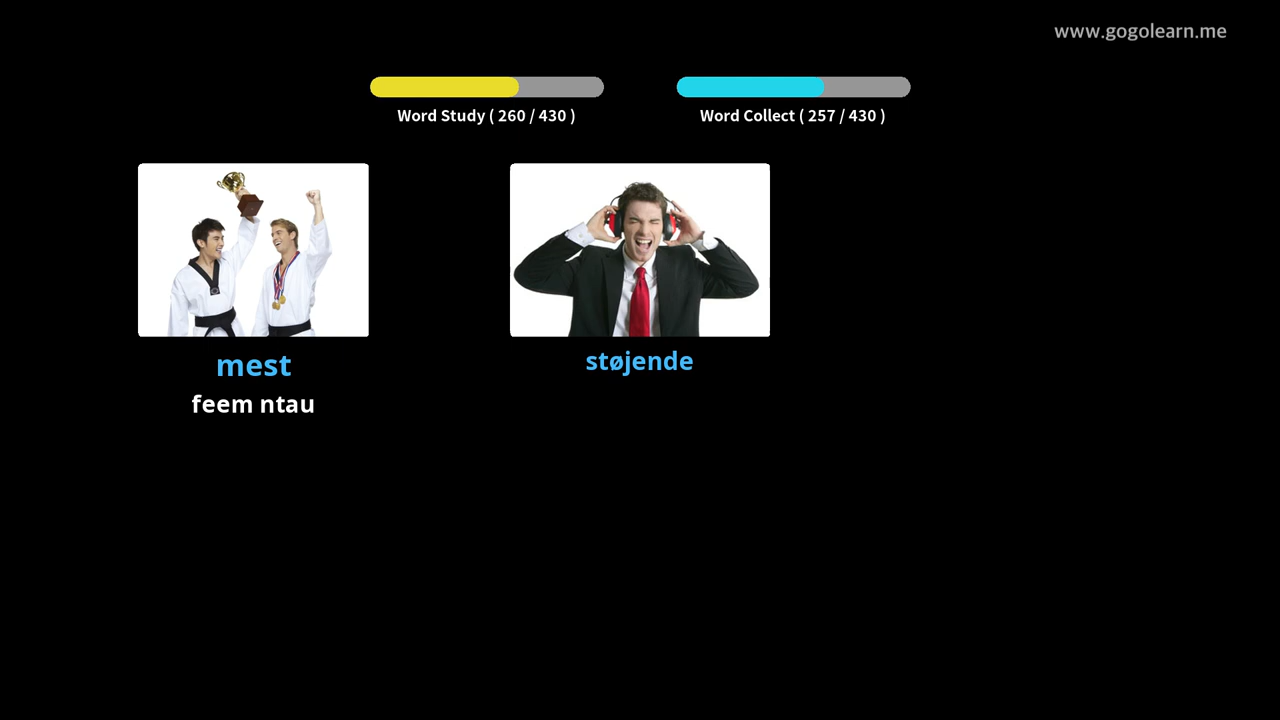 www.gogolearn.me
Word Study ( 260 / 430 )
Word Collect ( 257 / 430 )
mest
feem ntau
støjende